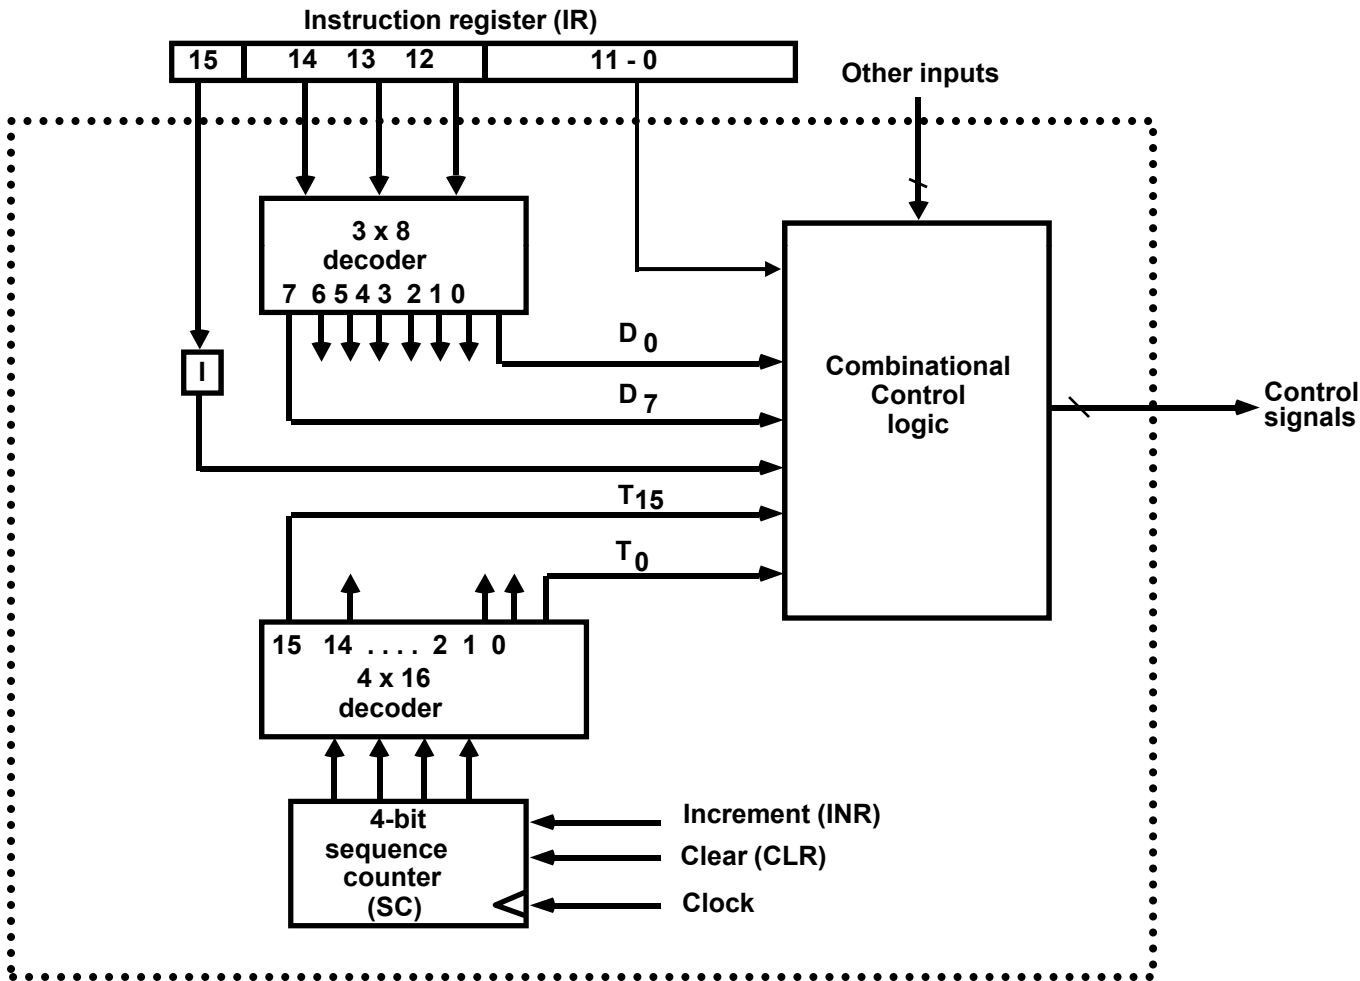 Instruction register (IR)
15 14 13 12 11 - 0
Other inputs
3 x 8
decoder
7 6 5 4 3 2 1 0
D 0
I
D 7
Combinational
Control
logic
Control
signals
T15
T 0
15 14 . . . . 2 1 0
4 x 16
decoder
4-bit
sequence
counter
(SC)
Increment (INR)
Clear (CLR)
Clock